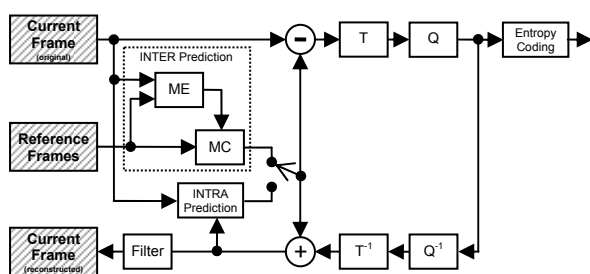 Current
Frame
(original)
INTER Prediction
ME
MC
−
T
Q
Entropy
Coding
Reference
Frames
INTRA
Prediction
Current
Frame
(reconstructed)
Filter
+
T-1
Q-1